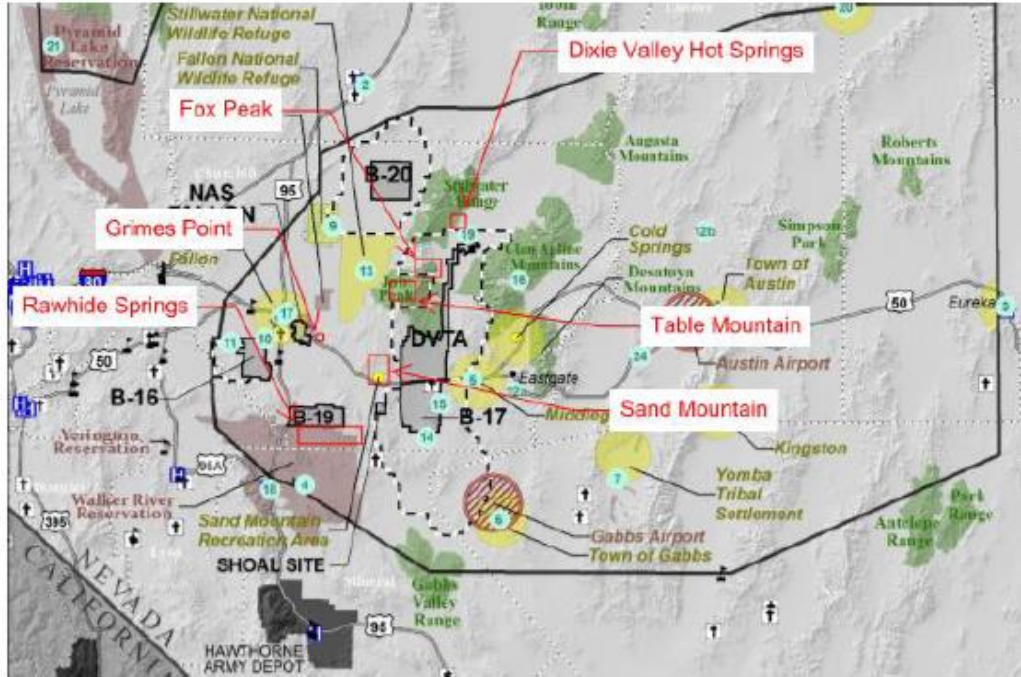 Stillwater National
Wildlife Refuge
Fallon National
Wildlife Refuge
Dixie Valley Hot Springs
Fox Peak
20
21
Pyramid
Lake
Reservation
Pyramid
Lake
2
95
NAS
B-20
Augusta
Mountains
Roberts
Mountains
Stillwater
Range
Grimes Point
9
19
Clan Alpine
Mountains
Cold
Springs
12b
Simpson
Park
Fallon
13
Job
Peak
16
Desatoya
Mountains
Town of
Austin
H
80
Rawhide Springs
17
Table Mountain
50
Eureka
3
11
10
DVTA
24
Austin Airport
50
B-16
5
Eastgate
B-19
15
B-17
Sand Mountain
14
Kingston
Yerington
Reservation
95A
H
Walker River
Reservation
18
4
7
Yomba
Tribal
Settlement
395
Sand Mountain
Recreation Area
6
Gabbs Airport
Town of Gabbs
Park
Range
Antelope
Range
SHOAL SITE
NEVADA
CALIFORNIA
Mineral
Gabbs
Valley
Range
95
HAWTHORNE
ARMY DEPOT